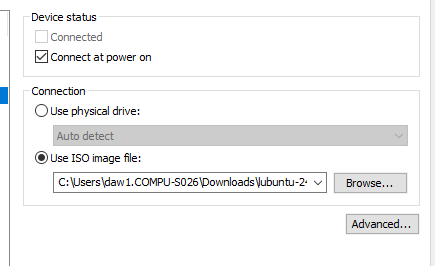 Device status
Connected
Connect at power on
Connection
Use physical drive:
Auto detect
Use ISO image file:
C:\Users\daw1.COMPU-S026\Downloads\lubuntu-24
Browse...
Advanced...